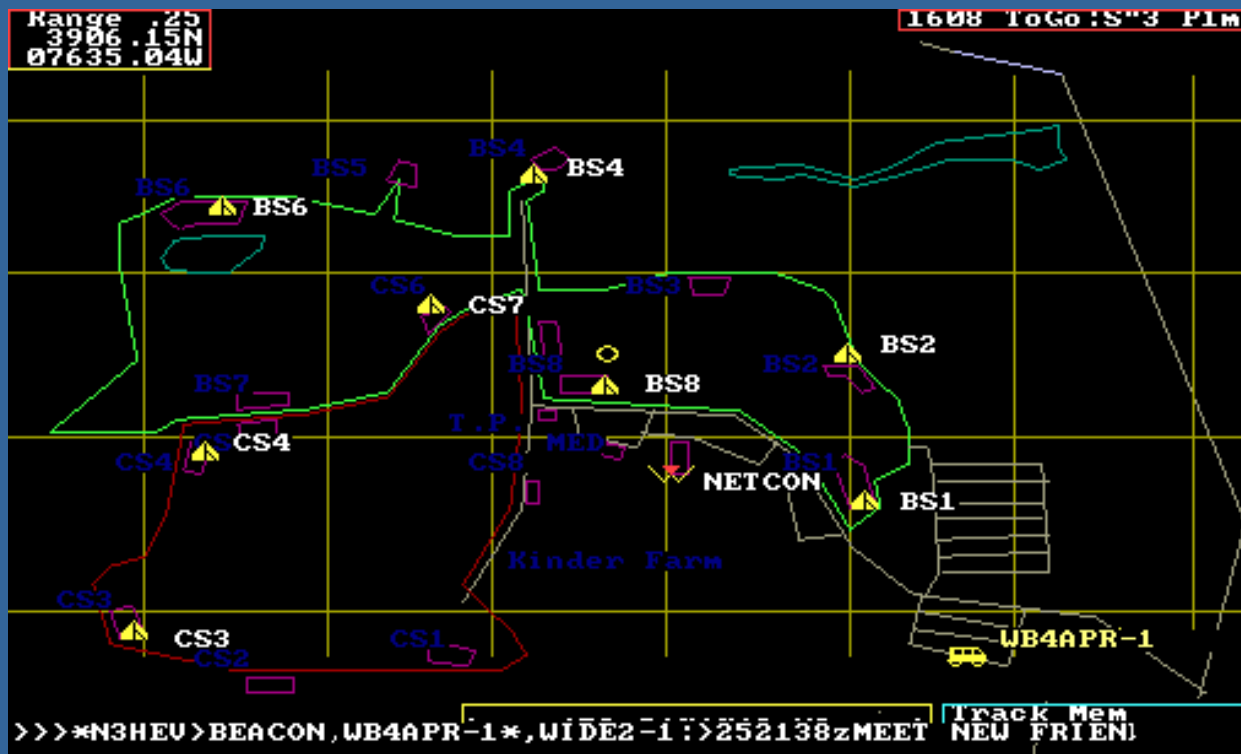 Range .25
3906.15N
07635.04W
1608 ToGo:S"3 Plm
BS4
BS5
BS4
BS6
BS6
CS6
CS7
BS3
BS2
BS8
BS2
BS7
BS8
T.P.
CS4
MED
CS4
CS8
BS1
NETCON
BS1
Kinder Farm
CS3
CS3
CS1
CS2
WB4APR-1
Track Mem
>>>*N3HEV>BEACON,WB4APR-1*,WIDE2-1:>252138zMEET NEW FRIEN